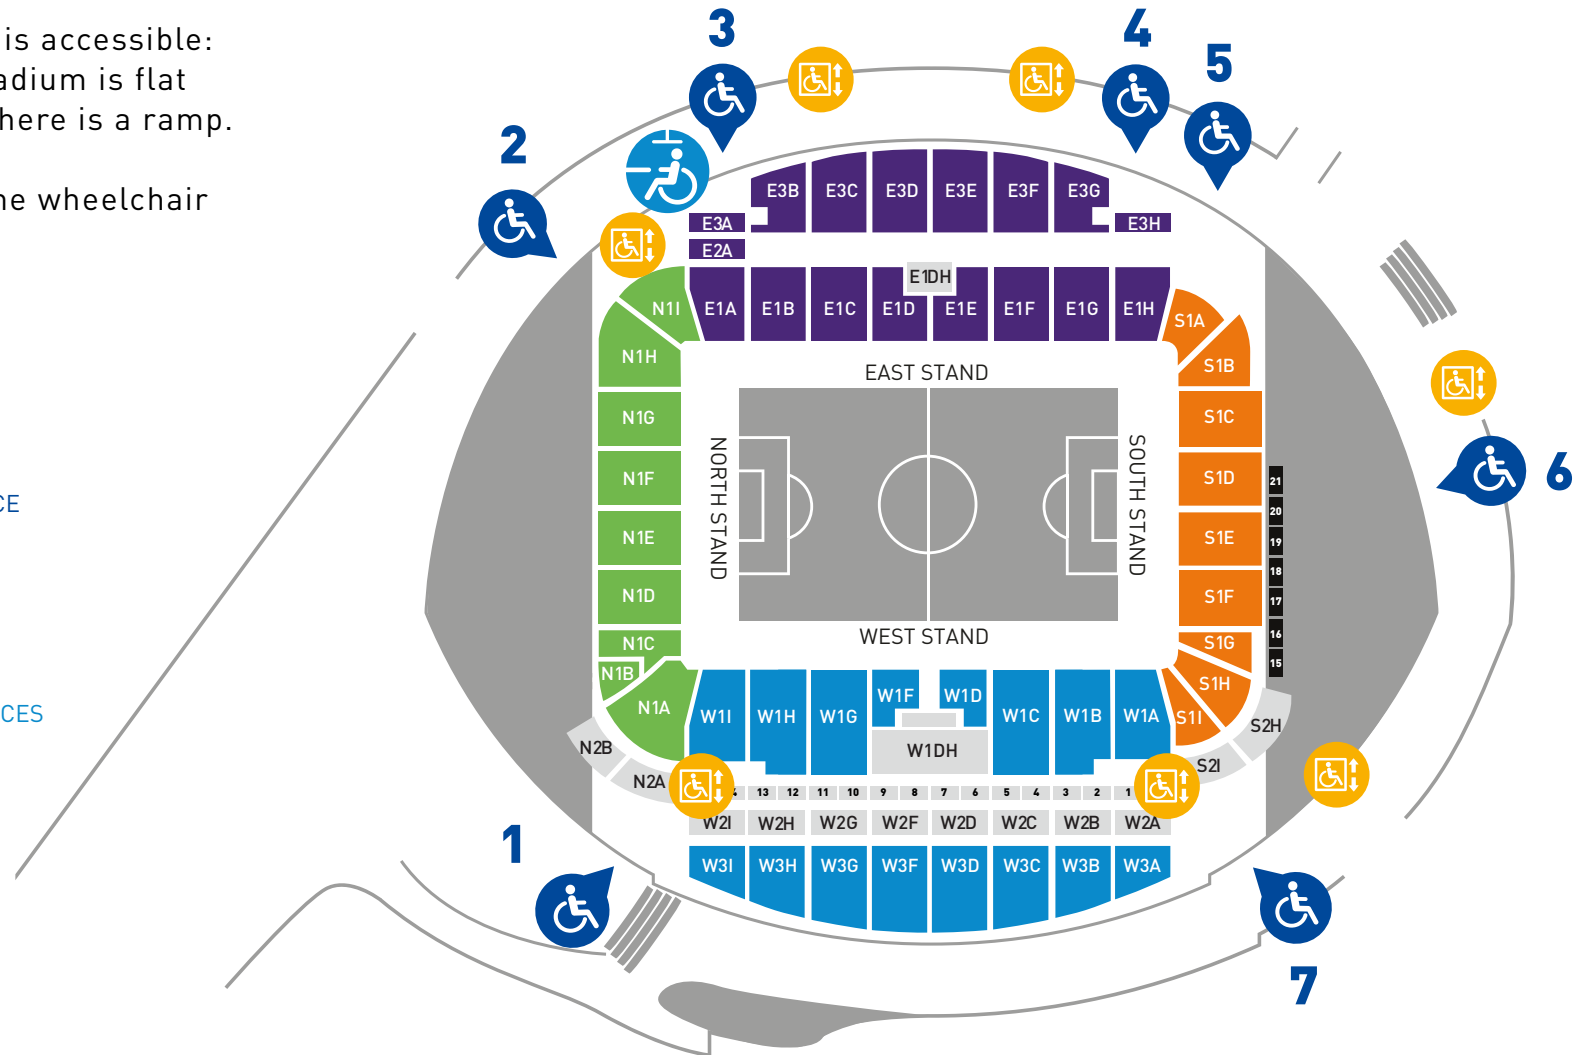 is accessible:
adium is flat
here is a ramp.
ne wheelchair
CE
CES
3
4
5
2
E3B E3C E3D E3E E3F E3G
E3A E3H
E2A
E1DH
E1A E1B E1C E1D E1E E1F E1G E1H
N1I
S1A
N1H
S1B
EAST STAND
N1G
S1C
NORTH STAND
SOUTH STAND
N1F
S1D
6
N1E
S1E
N1D
S1F
21
20
19
18
17
16
15
WEST STAND
N1C
S1G
N1B
S1H
N1A
S1I
W1I W1H W1G W1F W1D W1C W1B W1A
W1DH
N2B
S2H
N2A
S2I
4 13 12 11 10 9 8 7 6 5 4 3 2 1
W2I W2H W2G W2F W2D W2C W2B W2A
W3I W3H W3G W3F W3D W3C W3B W3A
1
7